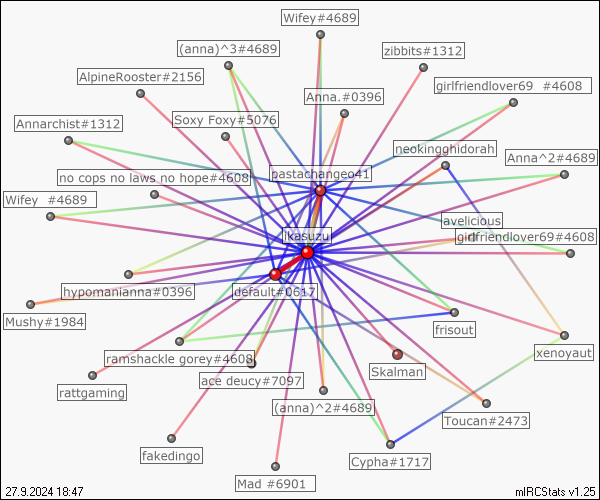 Wifey#4689
(anna)^3#4689
zibbits#1312
AlpineRooster#2156
girlfriendlover69 #4608
Anna.#0396
Annarchist#1312
Soxy Foxy#5076
neokingghidorah
Anna^2#4689
pastachangeo41
no cops no laws no hope#4608
Wifey #4689
avelicious
jkasuzu
girlfriendlover69#4608
hypomanianna#0396
default#0617
Mushy#1984
frisout
ramshackle gorey#4608
xenoyaut
Skalman
ace deucy#7097
rattgaming
(anna)^2#4689
Toucan#2473
fakedingo
Cypha#1717
Mad #6901
27.9.2024 18:47
mIRCStats v1.25